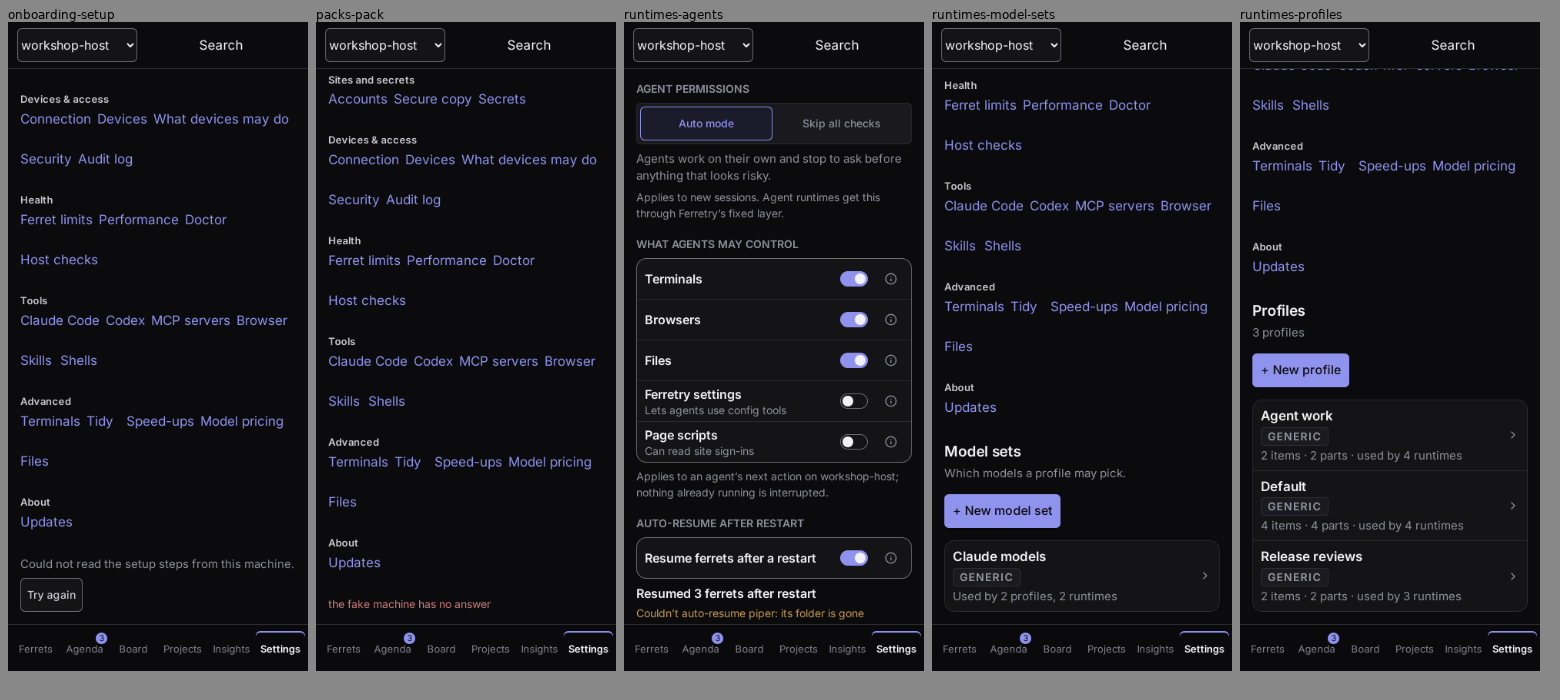 onboarding-setup
workshop-host
Search
Devices & access
Connection Devices What devices may do
Security Audit log
Health
Ferret limits Performance Doctor
Host checks
Tools
Claude Code Codex MCP servers Browser
Skills Shells
Advanced
Terminals Tidy Speed-ups Model pricing
Files
About
Updates
Could not read the setup steps from this machine.
Try again
3
Ferrets Agenda Board Projects Insights Settings
packs-pack
workshop-host
Search
Sites and secrets
Accounts Secure copy Secrets
Devices & access
Connection Devices What devices may do
Security Audit log
Health
Ferret limits Performance Doctor
Host checks
Tools
Claude Code Codex MCP servers Browser
Skills Shells
Advanced
Terminals Tidy Speed-ups Model pricing
Files
About
Updates
the fake machine has no answer
3
Ferrets Agenda Board Projects Insights Settings
runtimes-agents
workshop-host
Search
AGENT PERMISSIONS
Auto mode Skip all checks
Agents work on their own and stop to ask before
anything that looks risky.
Applies to new sessions. Agent runtimes get this
through Ferretry's fixed layer.
WHAT AGENTS MAY CONTROL
Terminals
Browsers
Files
Ferretry settings
Lets agents use config tools
Page scripts
Can read site sign-ins
Applies to an agent's next action on workshop-host;
nothing already running is interrupted.
AUTO-RESUME AFTER RESTART
Resume ferrets after a restart
Resumed 3 ferrets after restart
Couldn't auto-resume piper: its folder is gone
3
Ferrets Agenda Board Projects Insights Settings
runtimes-model-sets
workshop-host
Search
Health
Ferret limits Performance Doctor
Host checks
Tools
Claude Code Codex MCP servers Browser
Skills Shells
Advanced
Terminals Tidy Speed-ups Model pricing
Files
About
Updates
Model sets
Which models a profile may pick.
+ New model set
Claude models
GENERIC
Used by 2 profiles, 2 runtimes
3
Ferrets Agenda Board Projects Insights Settings
runtimes-profiles
workshop-host
Search
Skills Shells
Advanced
Terminals Tidy Speed-ups Model pricing
Files
About
Updates
Profiles
3 profiles
+ New profile
Agent work
GENERIC
2 items · 2 parts · used by 4 runtimes
Default
GENERIC
4 items · 4 parts · used by 4 runtimes
Release reviews
GENERIC
2 items · 2 parts · used by 3 runtimes
3
Ferrets Agenda Board Projects Insights Settings